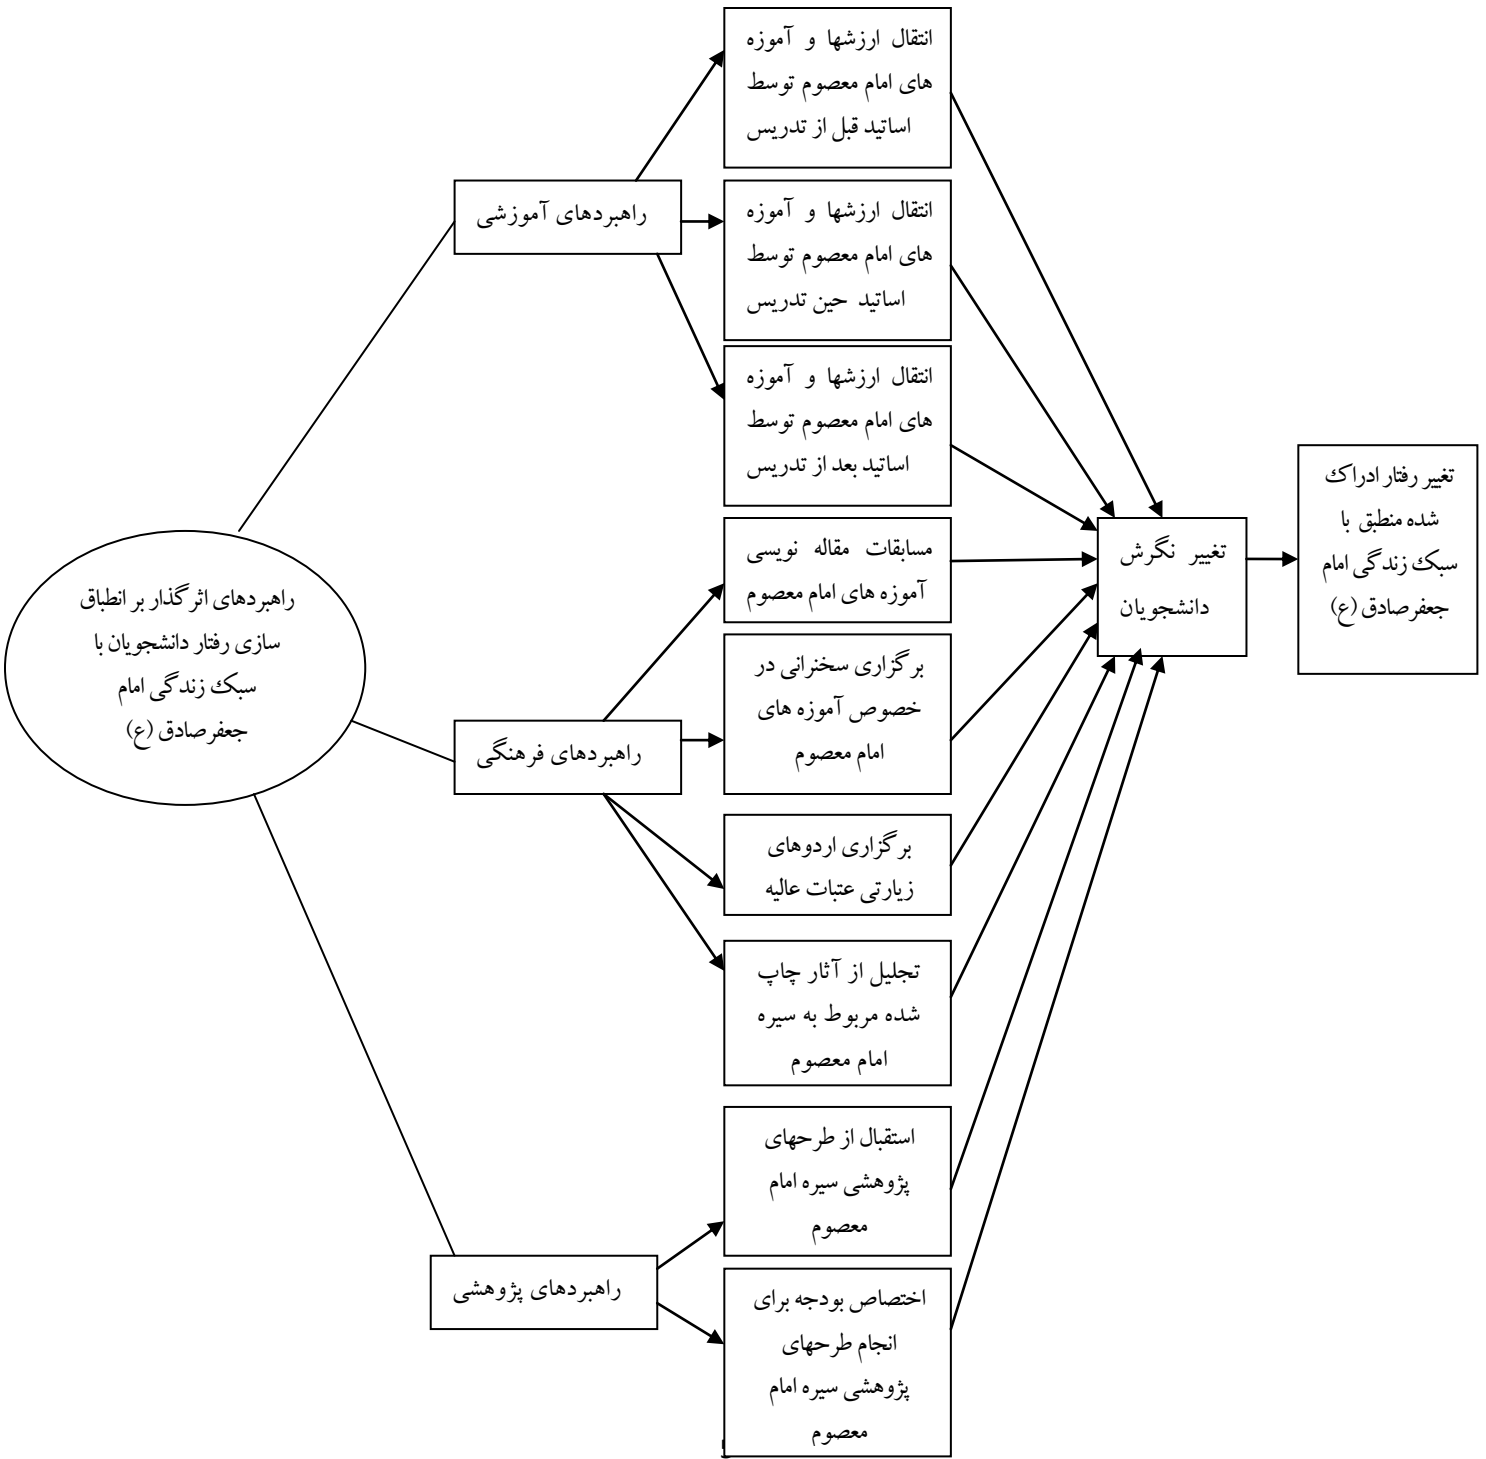 راهبردهای اثرگذار بر انطباق
سازی رفتار دانشجویان با
سبک زندگی امام
جعفرصادق (ع)
راهبردهای آموزشی
انتقال ارزشها و آموزه
های امام معصوم توسط
اساتید قبل از تدریس
انتقال ارزشها و آموزه
های امام معصوم توسط
اساتید حین تدریس
انتقال ارزشها و آموزه
های امام معصوم توسط
اساتید بعد از تدریس
راهبردهای فرهنگی
مسابقات مقاله نویسی
آموزه های امام معصوم
برگزاری سخنرانی در
خصوص آموزه های
امام معصوم
برگزاری اردوهای
زیارتی عتبات عالیه
تجلیل از آثار چاپ
شده مربوط به سیره
امام معصوم
راهبردهای پژوهشی
استقبال از طرحهای
پژوهشی سیره امام
معصوم
اختصاص بودجه برای
انجام طرحهای
پژوهشی سیره امام
معصوم
تغییر نگرش
دانشجویان
تغییر رفتار ادراک
شده منطبق با
سبک زندگی امام
جعفرصادق (ع)